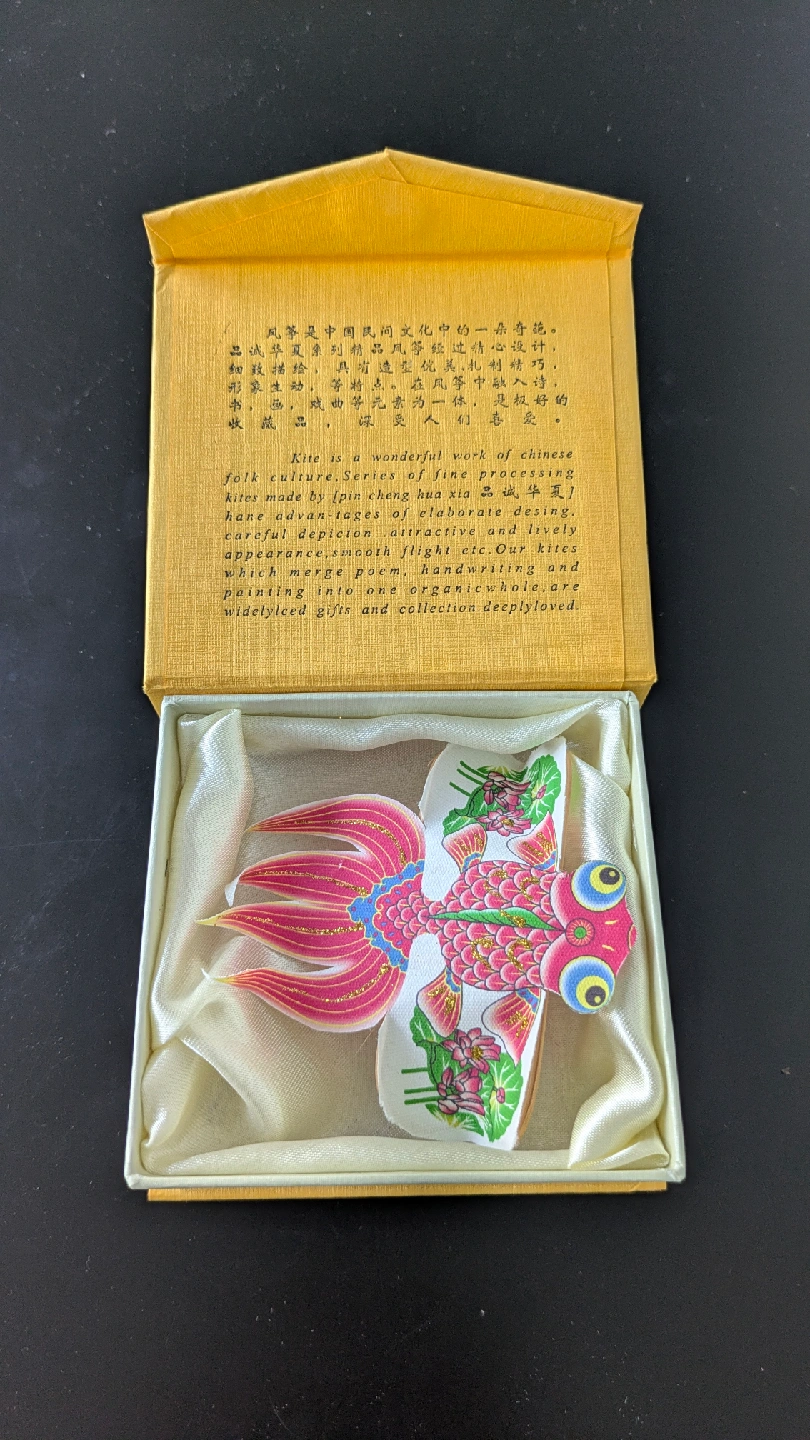 风筝是中国民间文化中的一朵奇葩。
品诚华夏系列精品风筝经过精心设计，
细致描绘，具有造型优美，扎制精巧，
形象生动，等特点。在风筝中融入诗，
书，画，戏曲等元素为一体，是极好的
收藏品，深受人们喜爱。
Kite is a wonderful work of chinese
folk culture.Series of fine processing
kites made by [pin cheng hua xia 品诚华夏]
hane advan-tages of elaborate desing,
careful depicton .attractive and lively
appearance,smooth flight etc.Our kites
which merge poem, handwriting and
painting into one organicwhole,are
widelylced gifts and collection deeplyloved.